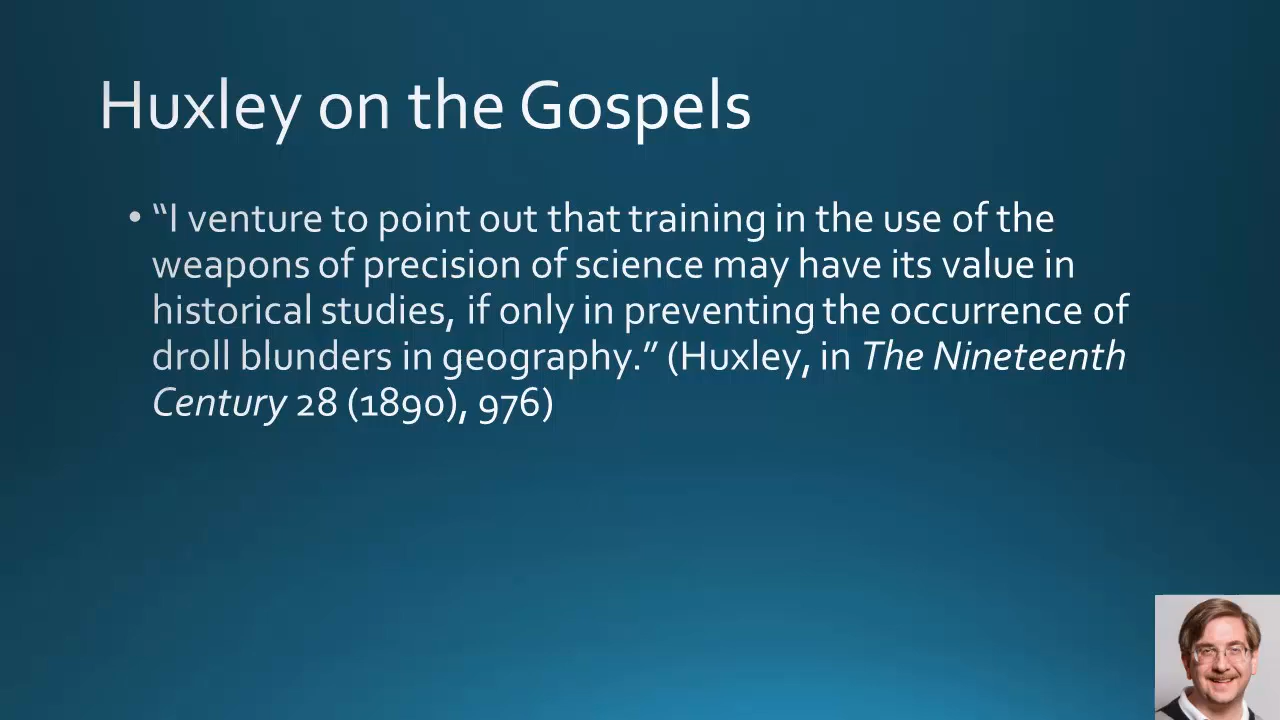 Huxley on the Gospels
• “I venture to point out that training in the use of the
weapons of precision of science may have its value in
historical studies, if only in preventing the occurrence of
droll blunders in geography.” (Huxley, in The Nineteenth
Century 28 (1890), 976)